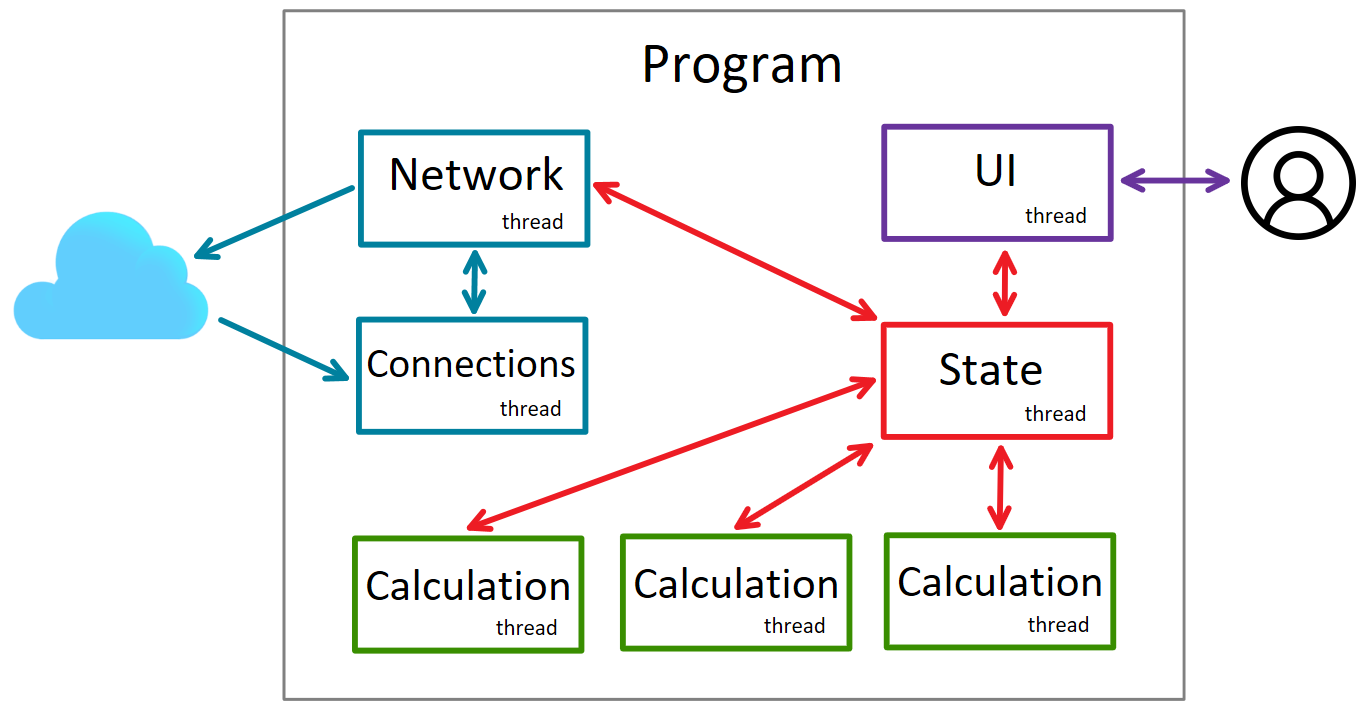 Program
Network
thread
UI
thread
Connections
thread
State
thread
Calculation
thread
Calculation
thread
Calculation
thread